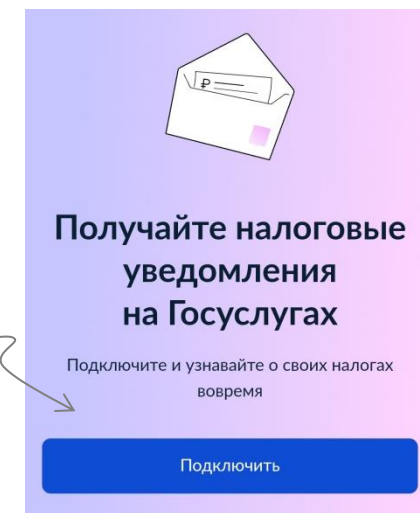 ₽
Получайте налоговые
уведомления
на Госуслугах
Подключите и узнавайте о своих налогах
вовремя
Подключить